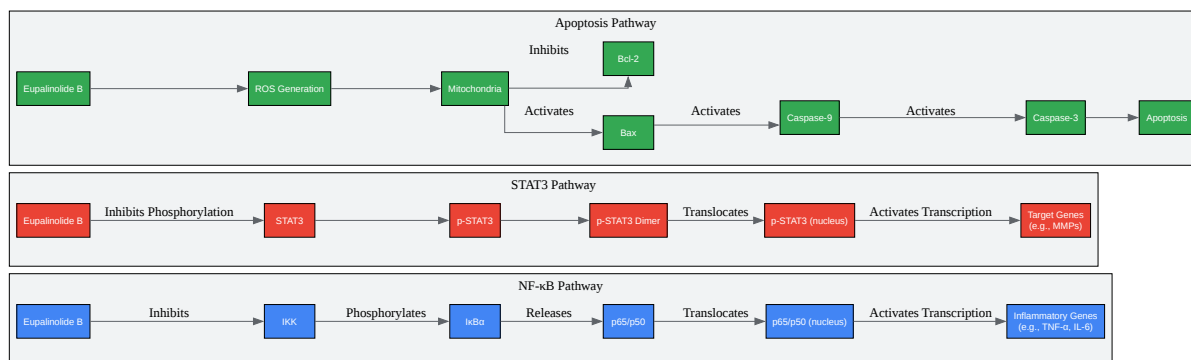 Apoptosis Pathway
Inhibits
Bcl-2
Eupalinolide B
ROS Generation
Mitochondria
Activates
Bax
Activates
Caspase-9
Activates
Caspase-3
Apoptosis
STAT3 Pathway
Eupalinolide B
Inhibits Phosphorylation
STAT3
p-STAT3
p-STAT3 Dimer
Translocates
p-STAT3 (nucleus)
Activates Transcription
Target Genes
(e.g., MMPs)
NF-κB Pathway
Eupalinolide B
Inhibits
IKK
Phosphorylates
IκBα
Releases
p65/p50
Translocates
p65/p50 (nucleus)
Activates Transcription
Inflammatory Genes
(e.g., TNF-α, IL-6)